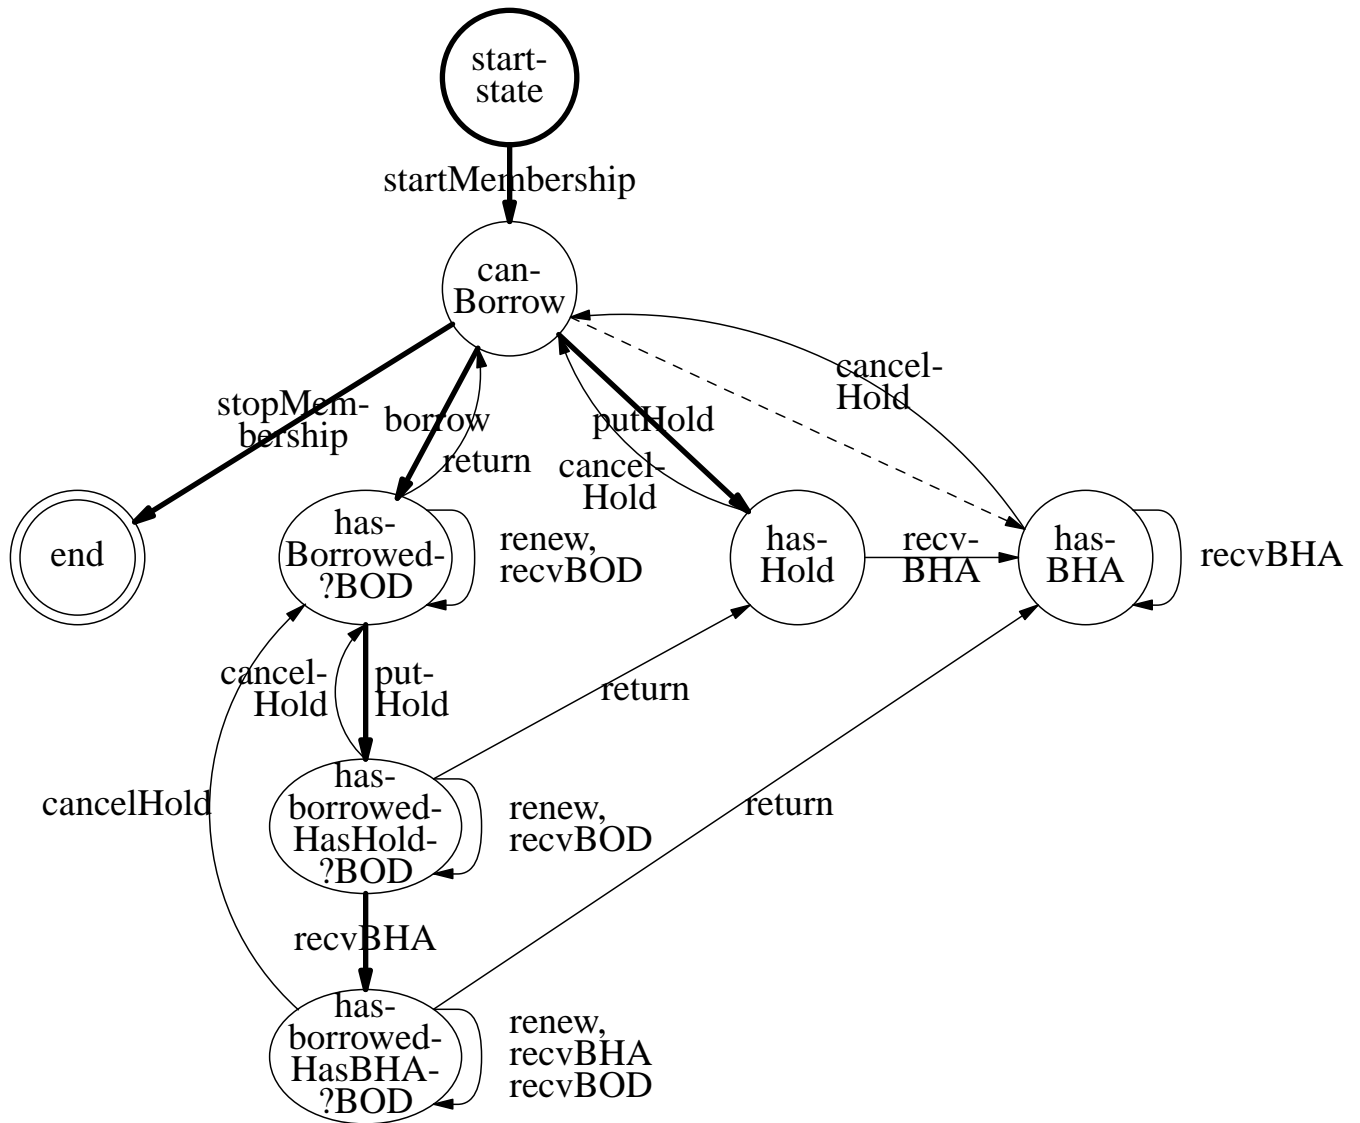 start-
state
startMembership
can-
Borrow
cancel-
Hold
stopMem-
bership
borrow
putHold
return
cancel-
Hold
end
has-
Borrowed-
?BOD
renew,
recvBOD
has-
Hold
recv-
BHA
has-
BHA
recvBHA
cancel-
Hold
put-
Hold
return
cancelHold
has-
borrowed-
HasHold-
?BOD
renew,
recvBOD
return
recvBHA
has-
borrowed-
HasBHA-
?BOD
renew,
recvBHA
recvBOD